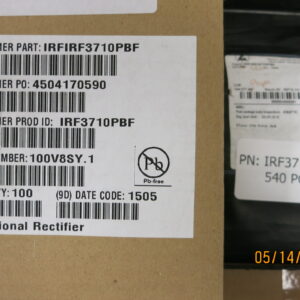 MER PART: IRFIRF3710PBF
MER PO: 4504170590
MER PROD ID: IRF3710PBF
UMBER: 100V8SY.1
TY: 100 (9D) DATE CODE: 1505
Pb
Pb-free
ional Rectifier
PN: IRF37
540 PC
05/14/